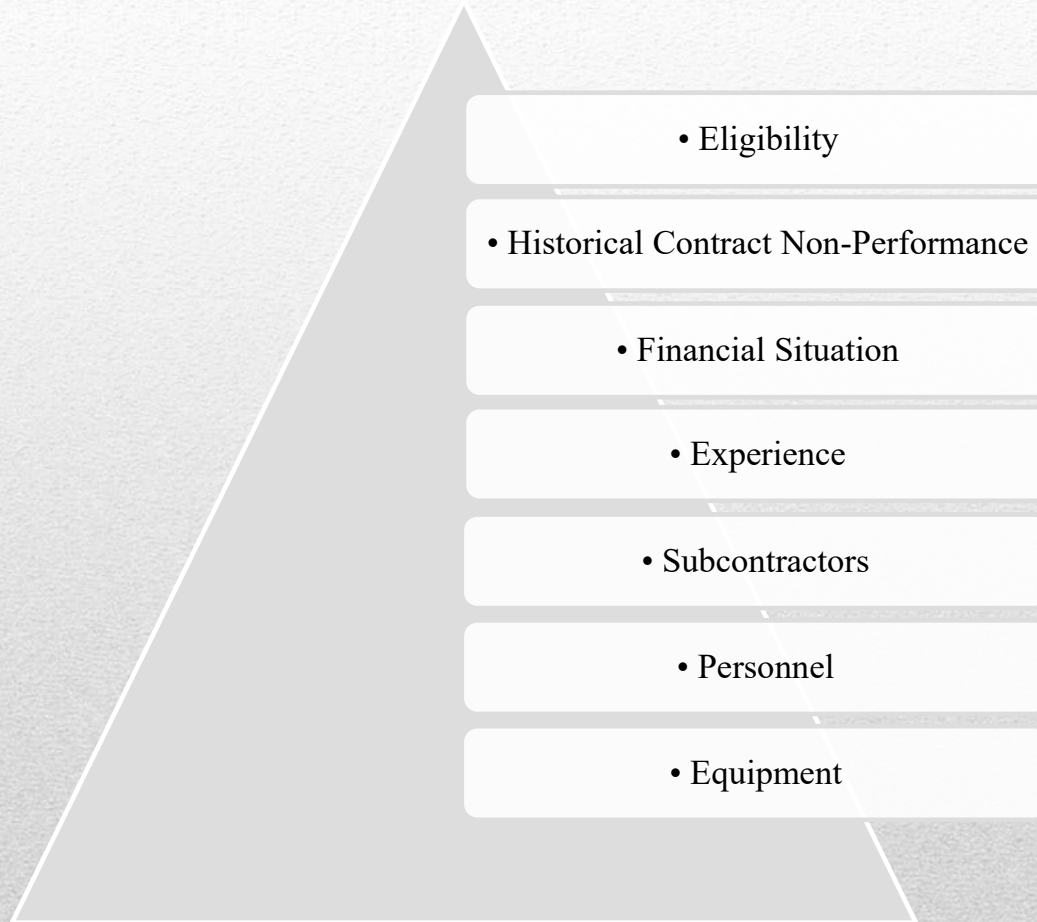 • Eligibility
• Historical Contract Non-Performance
• Financial Situation
• Experience
• Subcontractors
• Personnel
• Equipment